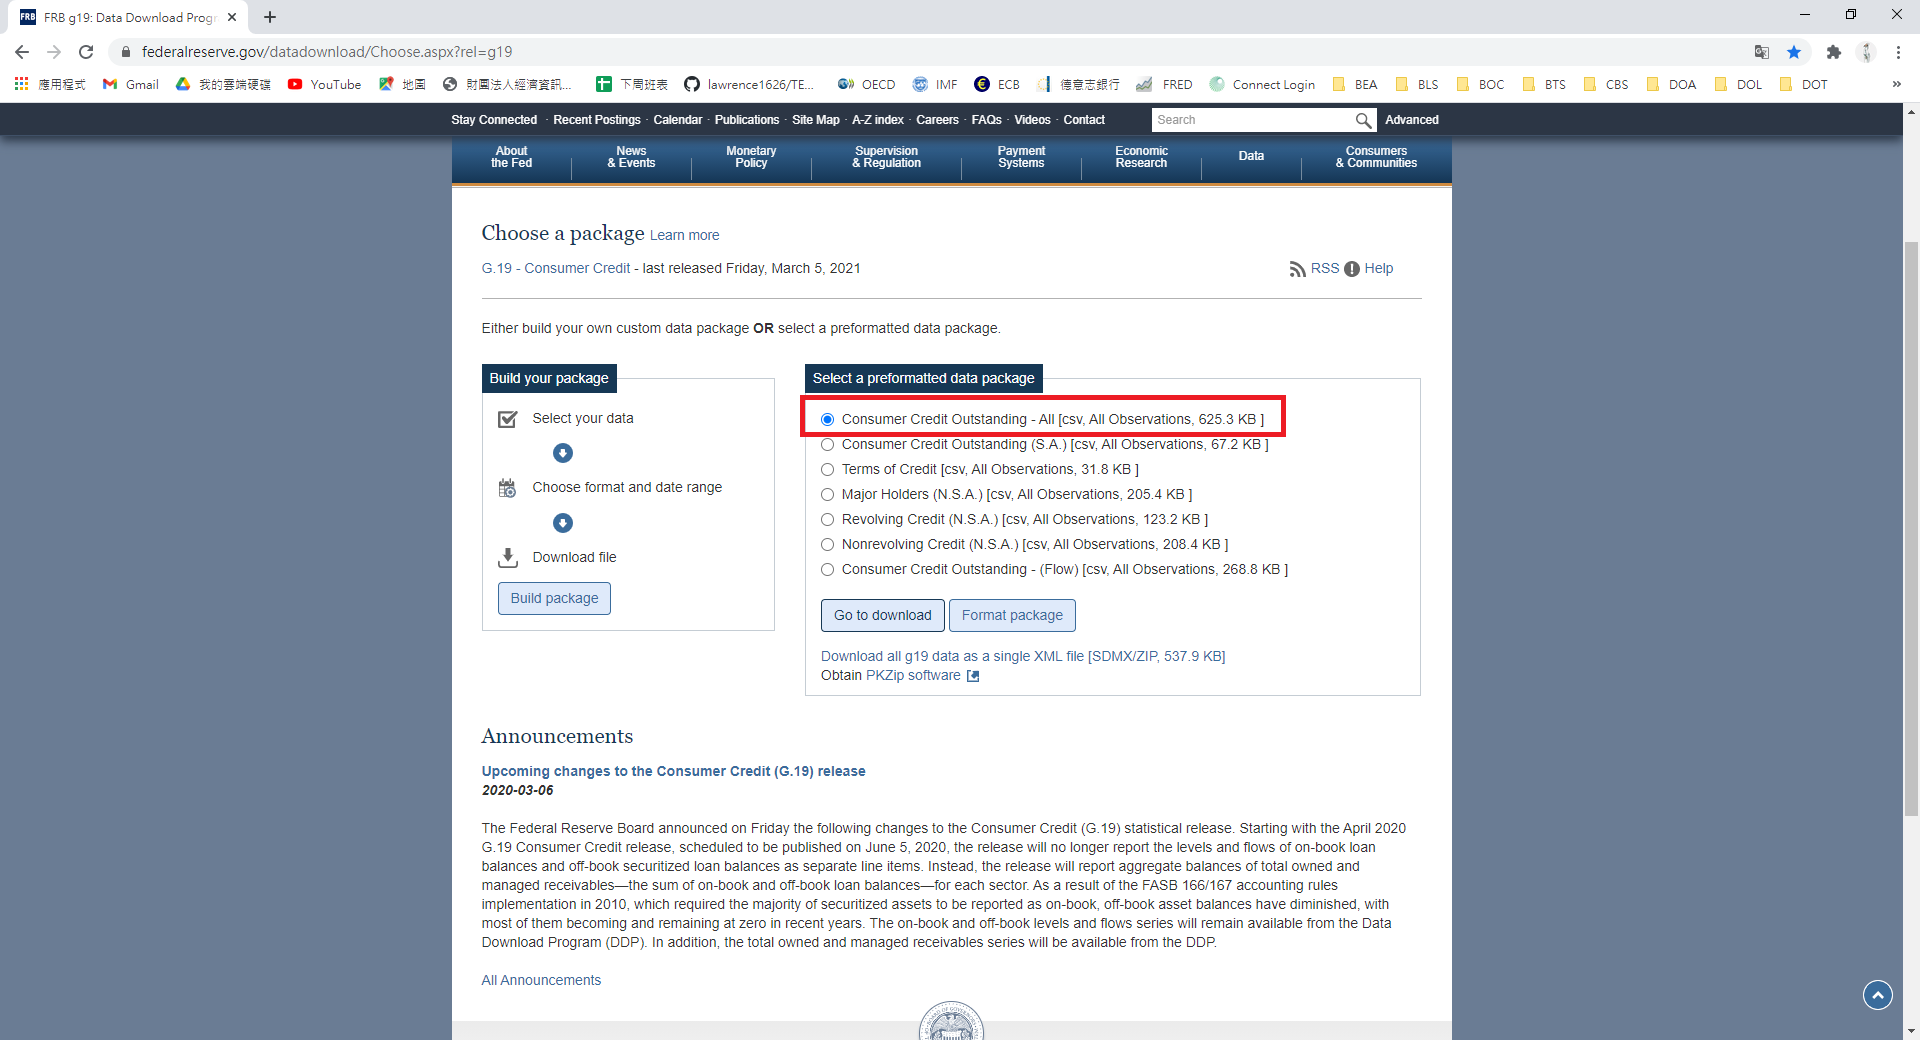 FRB g19: Data Download Progr
federalreserve.gov/datadownload/Choose.aspx?rel=g19
應用程式 Gmail 我的雲端硬碟 YouTube 地圖 財團法人經濟資訊... 下周班表 lawrence1626/TE... OECD IMF ECB 德意志銀行 FRED Connect Login BEA BLS BOC BTS CBS DOA DOL DOT »
Stay Connected · Recent Postings · Calendar · Publications · Site Map · A-Z index · Careers · FAQs · Videos · Contact Search Advanced
About the Fed
News & Events
Monetary Policy
Supervision & Regulation
Payment Systems
Economic Research
Data
Consumers & Communities
Choose a package Learn more
G.19 - Consumer Credit - last released Friday, March 5, 2021 RSS Help
Either build your own custom data package OR select a preformatted data package.
Build your package
Select your data
Choose format and date range
Download file
Build package
Select a preformatted data package
Consumer Credit Outstanding - All [csv, All Observations, 625.3 KB ]
Consumer Credit Outstanding (S.A.) [csv, All Observations, 67.2 KB ]
Terms of Credit [csv, All Observations, 31.8 KB ]
Major Holders (N.S.A.) [csv, All Observations, 205.4 KB ]
Revolving Credit (N.S.A.) [csv, All Observations, 123.2 KB ]
Nonrevolving Credit (N.S.A.) [csv, All Observations, 208.4 KB ]
Consumer Credit Outstanding - (Flow) [csv, All Observations, 268.8 KB ]
Go to download Format package
Download all g19 data as a single XML file [SDMX/ZIP, 537.9 KB]
Obtain PKZip software
Announcements
Upcoming changes to the Consumer Credit (G.19) release
2020-03-06
The Federal Reserve Board announced on Friday the following changes to the Consumer Credit (G.19) statistical release. Starting with the April 2020
G.19 Consumer Credit release, scheduled to be published on June 5, 2020, the release will no longer report the levels and flows of on-book loan
balances and off-book securitized loan balances as separate line items. Instead, the release will report aggregate balances of total owned and
managed receivables—the sum of on-book and off-book loan balances—for each sector. As a result of the FASB 166/167 accounting rules
implementation in 2010, which required the majority of securitized assets to be reported as on-book, off-book asset balances have diminished, with
most of them becoming and remaining at zero in recent years. The on-book and off-book levels and flows series will remain available from the Data
Download Program (DDP). In addition, the total owned and managed receivables series will be available from the DDP.
All Announcements